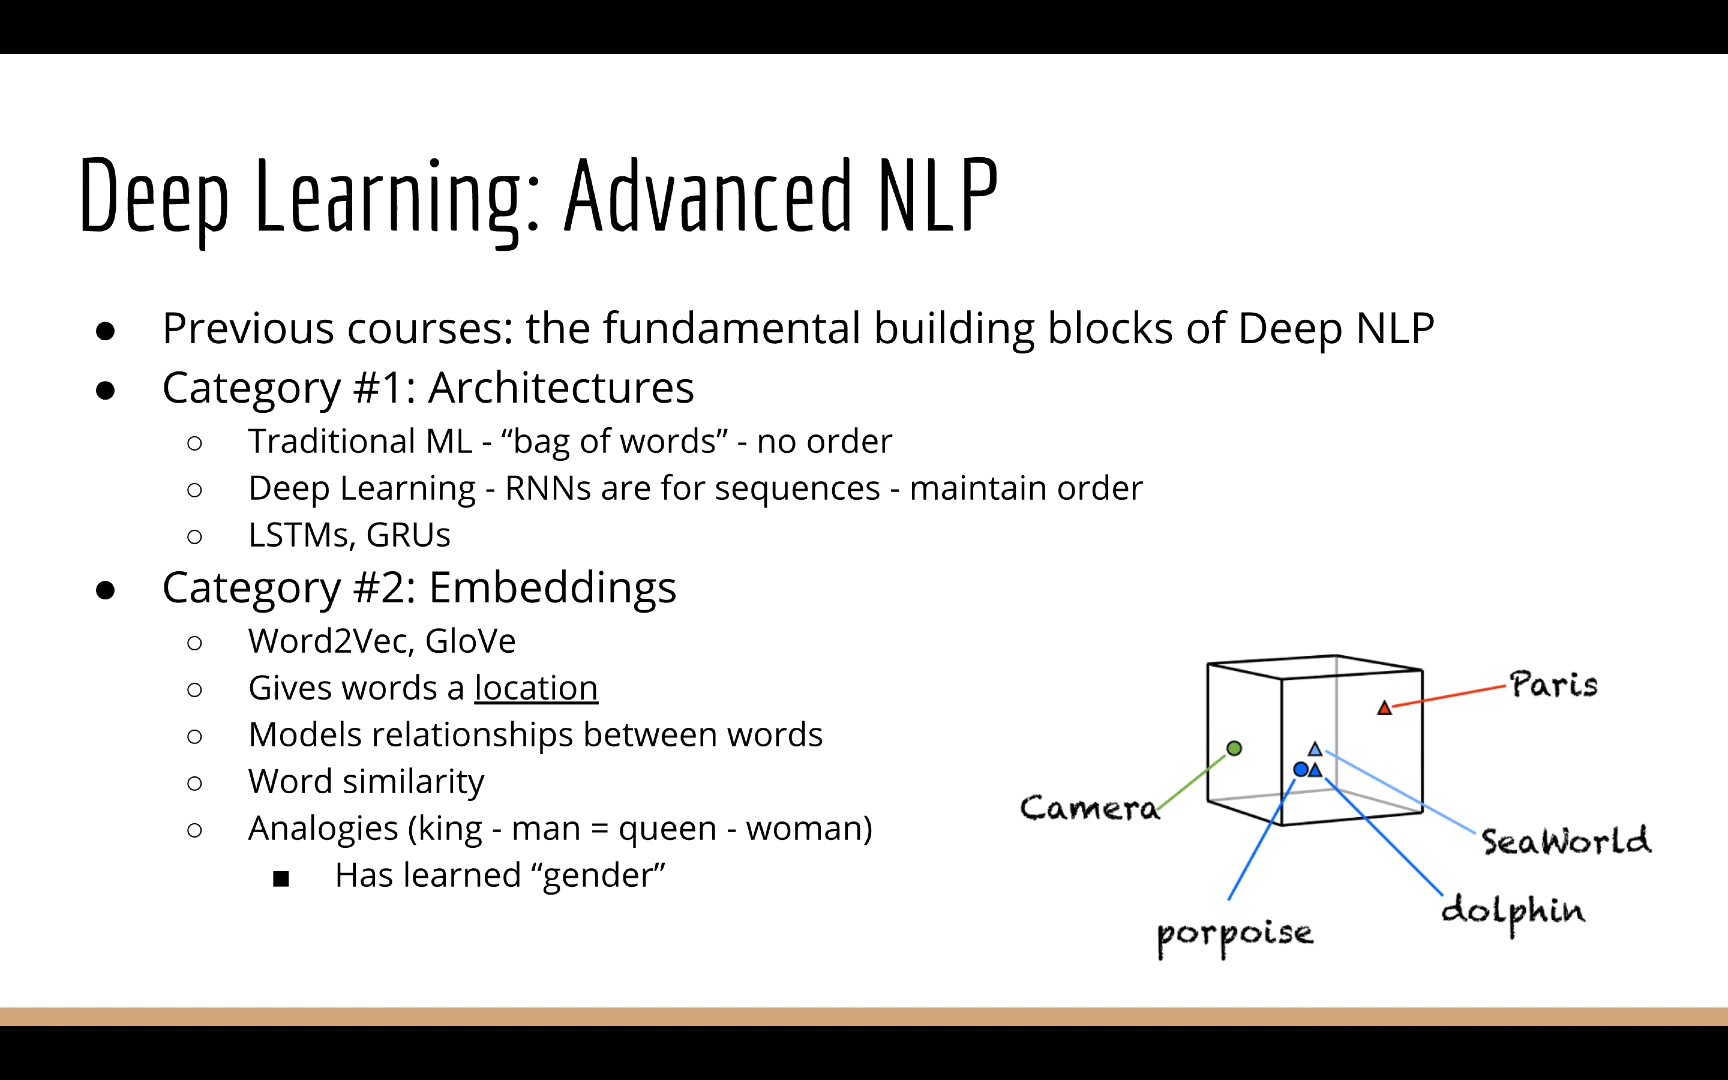 Deep Learning: Advanced NLP
● Previous courses: the fundamental building blocks of Deep NLP
● Category #1: Architectures
○ Traditional ML - “bag of words” - no order
○ Deep Learning - RNNs are for sequences - maintain order
○ LSTMs, GRUs
● Category #2: Embeddings
○ Word2Vec, GloVe
○ Gives words a location
○ Models relationships between words
○ Word similarity
○ Analogies (king - man = queen - woman)
■ Has learned “gender”
Paris
Camera
SeaWorld
dolphin
porpoise